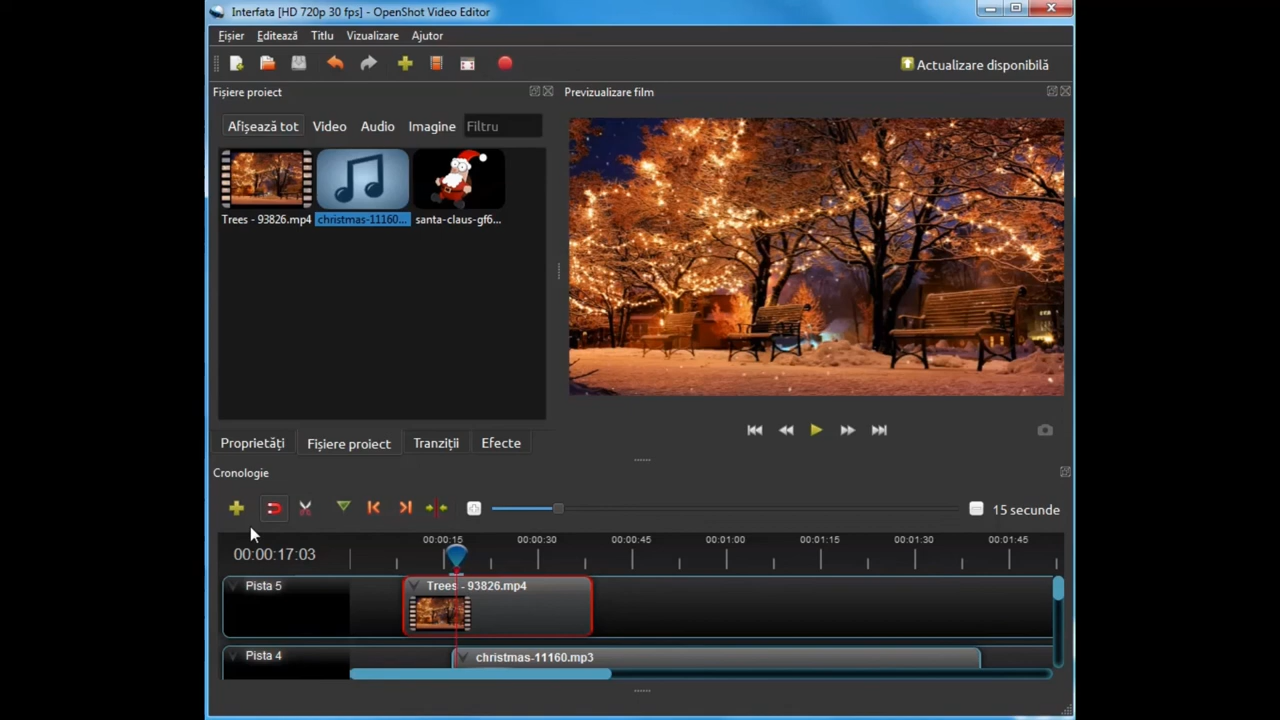 Interfata [HD 720p 30 fps] - OpenShot Video Editor
Fișier Editează Titlu Vizualizare Ajutor
Actualizare disponibilă
Fișiere proiect
Previzualizare film
Afișează tot Video Audio Imagine Filtru
Trees - 93826.mp4 christmas-11160... santa-claus-gf6...
Proprietăți Fișiere proiect Tranziții Efecte
Cronologie
15 secunde
00:00:17:03
00:00:15 00:00:30 00:00:45 00:01:00 00:01:15 00:01:30 00:01:45
Pista 5
Trees - 93826.mp4
Pista 4
christmas-11160.mp3